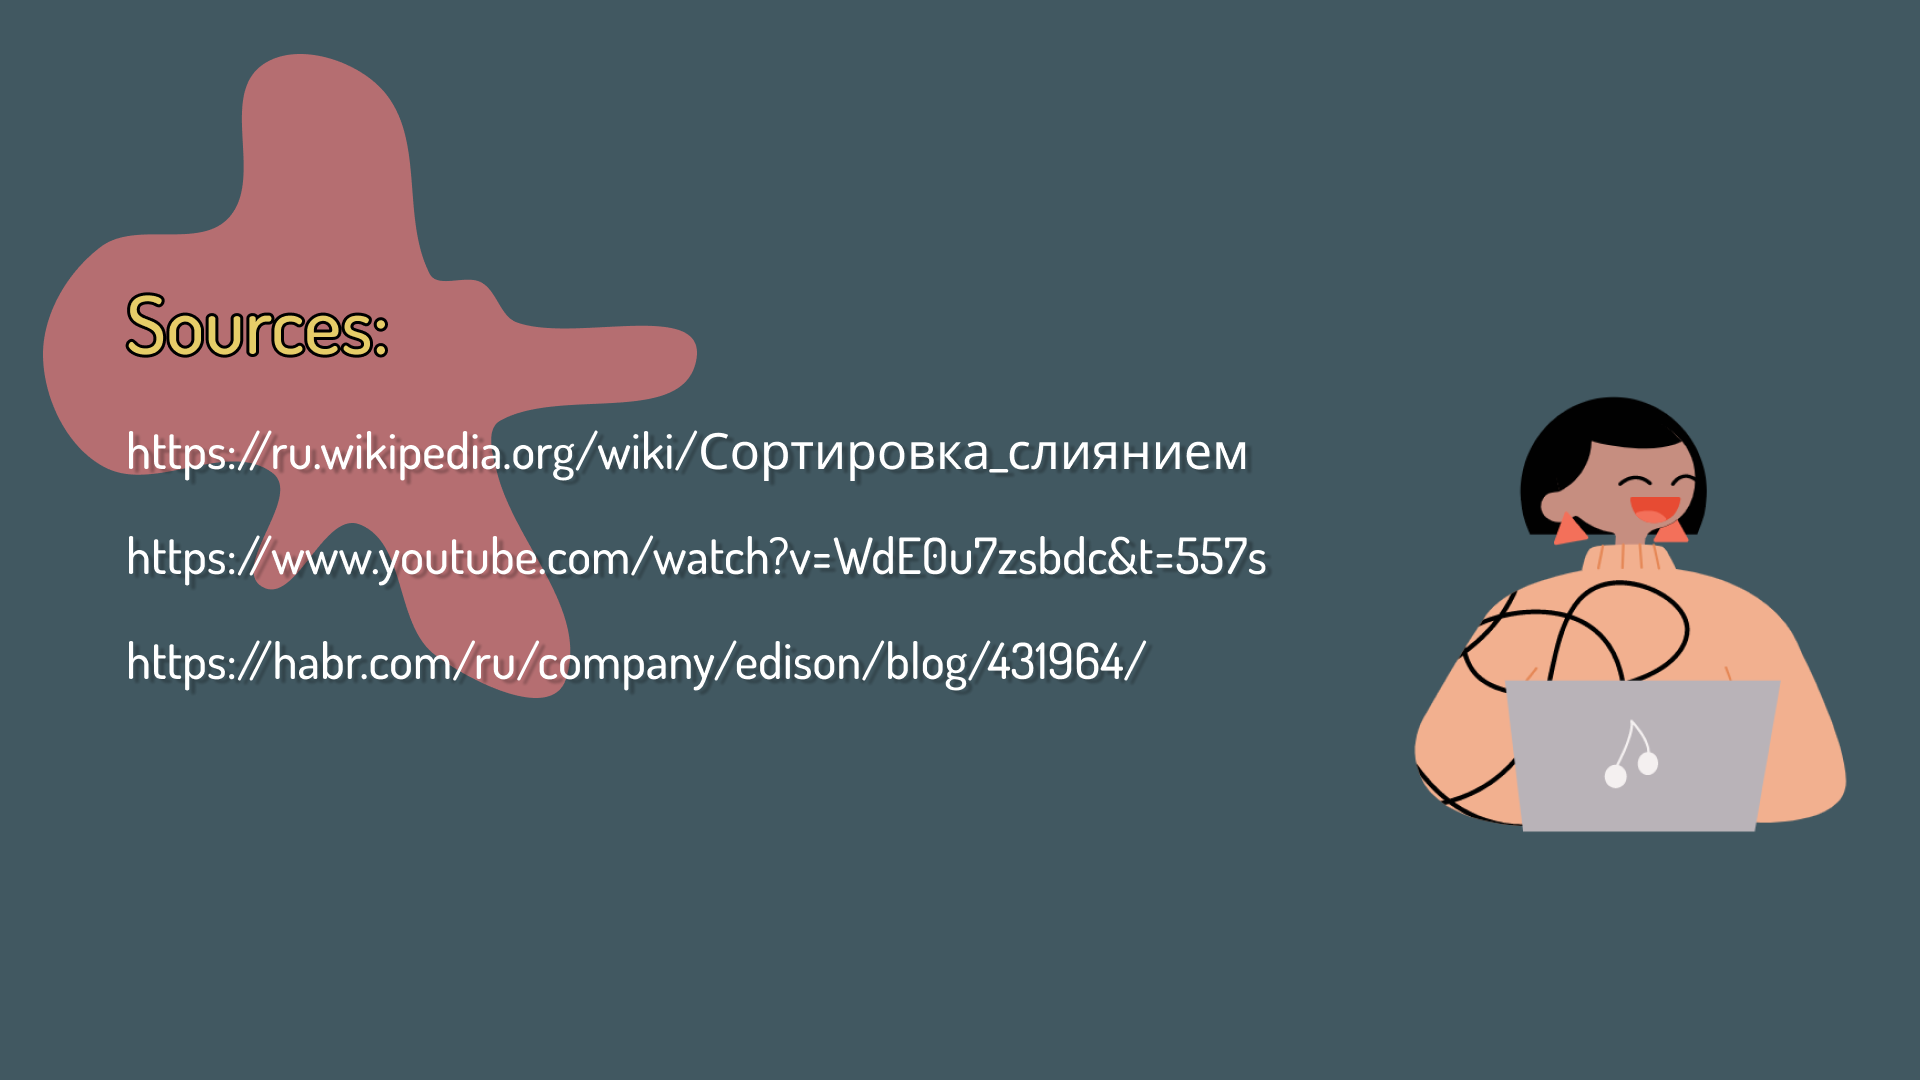 Sources:
https://ru.wikipedia.org/wiki/Сортировка_слиянием
https://www.youtube.com/watch?v=WdE0u7zsbdc&t=557s
https://habr.com/ru/company/edison/blog/431964/